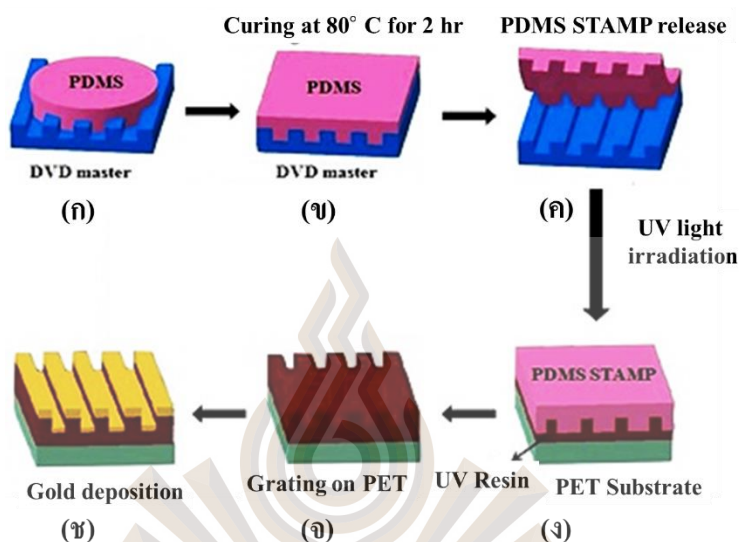 Curing at 80° C for 2 hr
PDMS STAMP release
PDMS
PDMS
DVD master
DVD master
(ก)
(ข)
(ค)
UV light
irradiation
PDMS STAMP
Gold deposition
Grating on PET
UV Resin
PET Substrate
(ช)
(จ)
(ง)